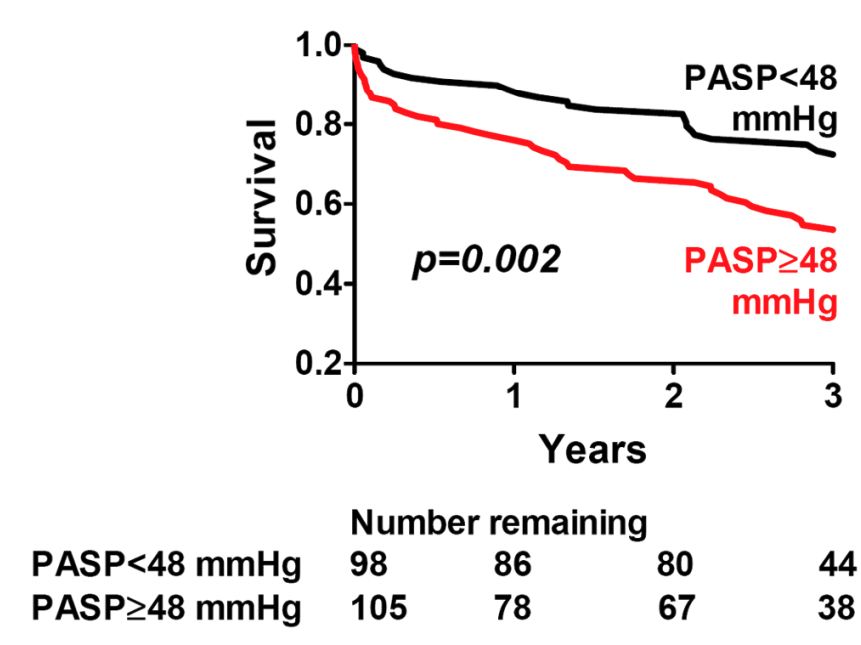 1.0
0.8
0.6
0.4
0.2
Survival
PASP<48
mmHg
p=0.002
PASP≥48
mmHg
0 1 2 3
Years
Number remaining
PASP<48 mmHg 98 86 80 44
PASP≥48 mmHg 105 78 67 38